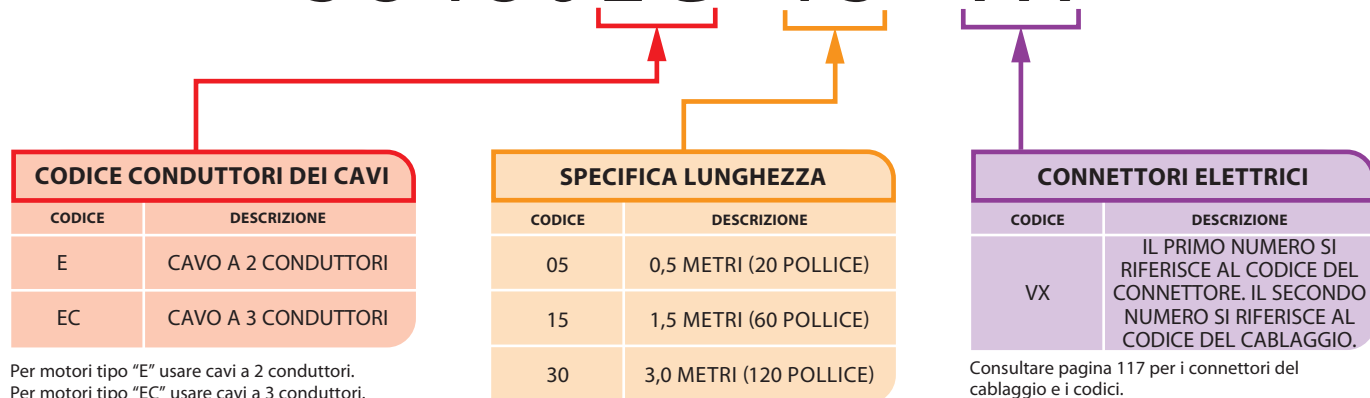 CODICE CONDUTTORI DEI CAVI
CODICE DESCRIZIONE
E CAVO A 2 CONDUTTORI
EC CAVO A 3 CONDUTTORI
Per motori tipo “E” usare cavi a 2 conduttori.
Per motori tipo “EC” usare cavi a 3 conduttori.
SPECIFICA LUNGHEZZA
CODICE DESCRIZIONE
05 0,5 METRI (20 POLLICE)
15 1,5 METRI (60 POLLICE)
30 3,0 METRI (120 POLLICE)
CONNETTORI ELETTRICI
CODICE DESCRIZIONE
VX IL PRIMO NUMERO SI
RIFERISCE AL CODICE DEL
CONNETTORE. IL SECONDO
NUMERO SI RIFERISCE AL
CODICE DEL CABLAGGIO.
Consultare pagina 117 per i connettori del
cablaggio e i codici.